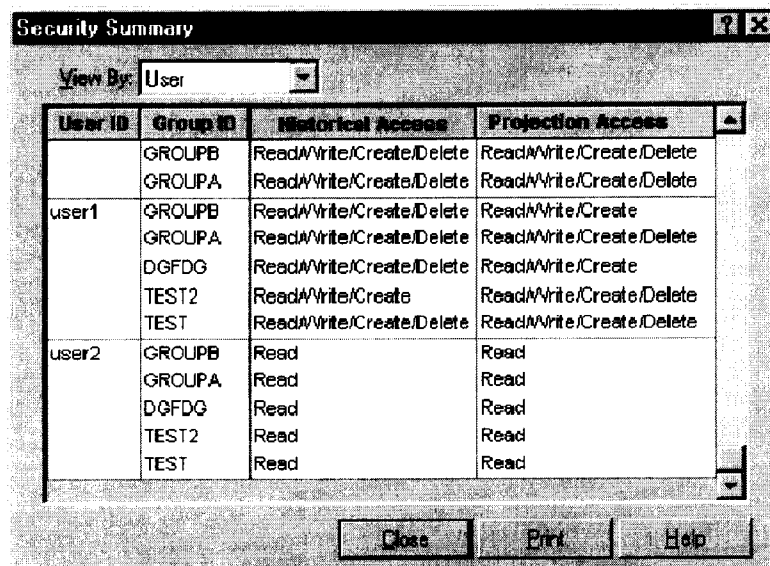 Security Summary ? X
View By: User
User ID Group ID Historical Access Projection Access
GROUPB Read/Write/Create/Delete Read/Write/Create/Delete
GROUPA Read/Write/Create/Delete Read/Write/Create/Delete
user1 GROUPB Read/Write/Create/Delete Read/Write/Create
GROUPA Read/Write/Create/Delete Read/Write/Create/Delete
DGFDG Read/Write/Create/Delete Read/Write/Create
TEST2 Read/Write/Create Read/Write/Create/Delete
TEST Read/Write/Create/Delete Read/Write/Create/Delete
user2 GROUPB Read Read
GROUPA Read Read
DGFDG Read Read
TEST2 Read Read
TEST Read Read
Close Print Help